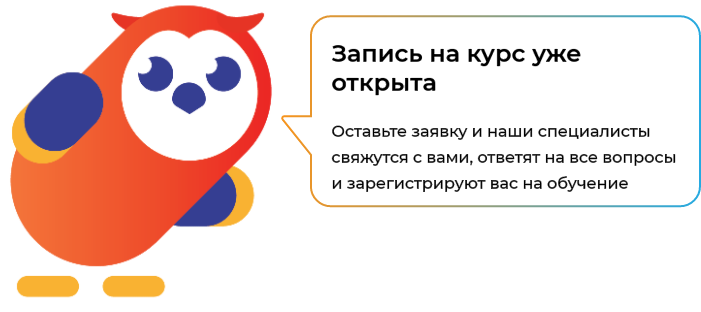 Запись на курс уже
открыта
Оставьте заявку и наши специалисты
свяжутся с вами, ответят на все вопросы
и зарегистрируют вас на обучение